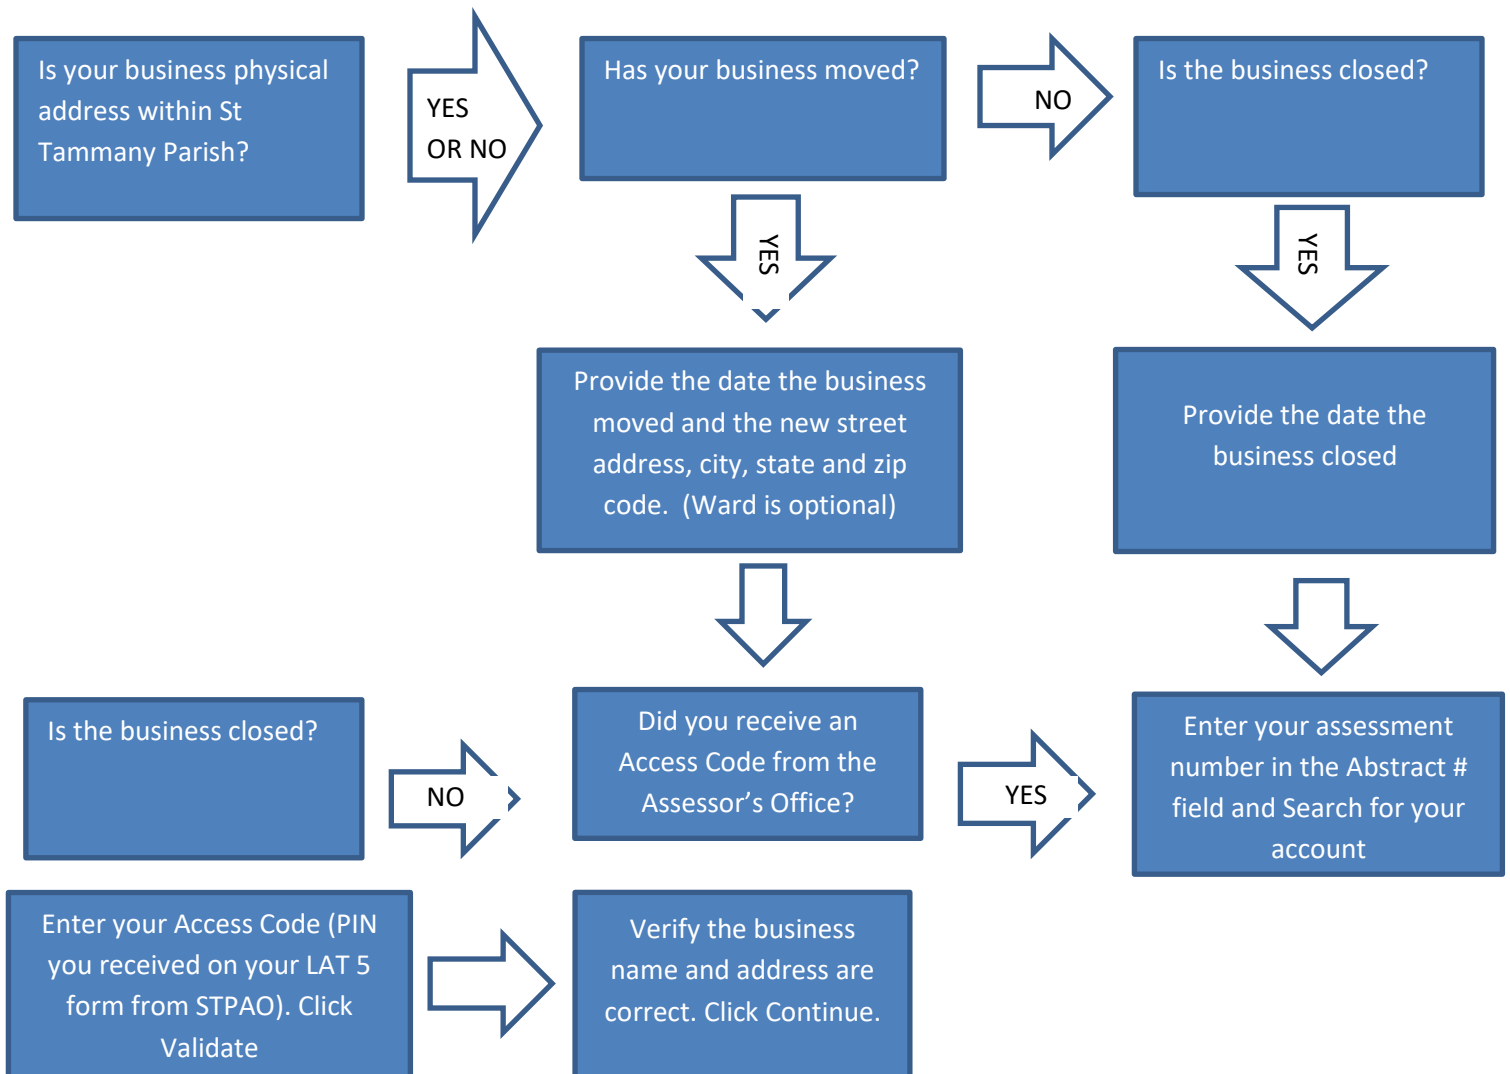 Is your business physical
address within St
Tammany Parish?
YES
OR NO
Has your business moved?
NO
Is the business closed?
YES
YES
Provide the date the business
moved and the new street
address, city, state and zip
code.  (Ward is optional)
Provide the date the
business closed
Is the business closed?
NO
Did you receive an
Access Code from the
Assessor’s Office?
YES
Enter your assessment
number in the Abstract #
field and Search for your
account
Enter your Access Code (PIN
you received on your LAT 5
form from STPAO). Click
Validate
Verify the business
name and address are
correct. Click Continue.